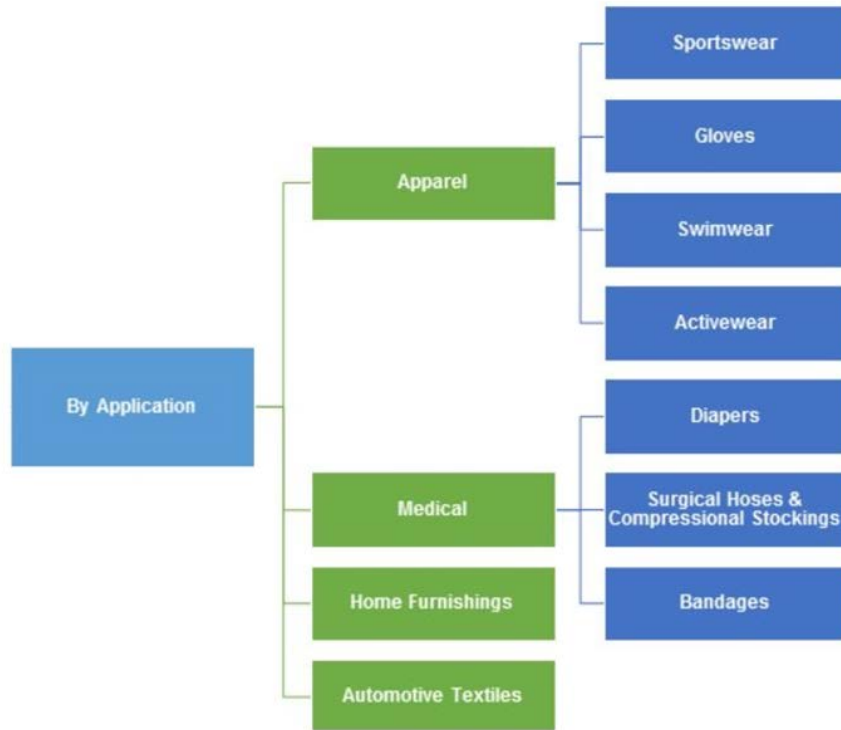 By Application
Apparel
Sportswear
Gloves
Swimwear
Activewear
Medical
Diapers
Surgical Hoses &
Compressional Stockings
Bandages
Home Furnishings
Automotive Textiles